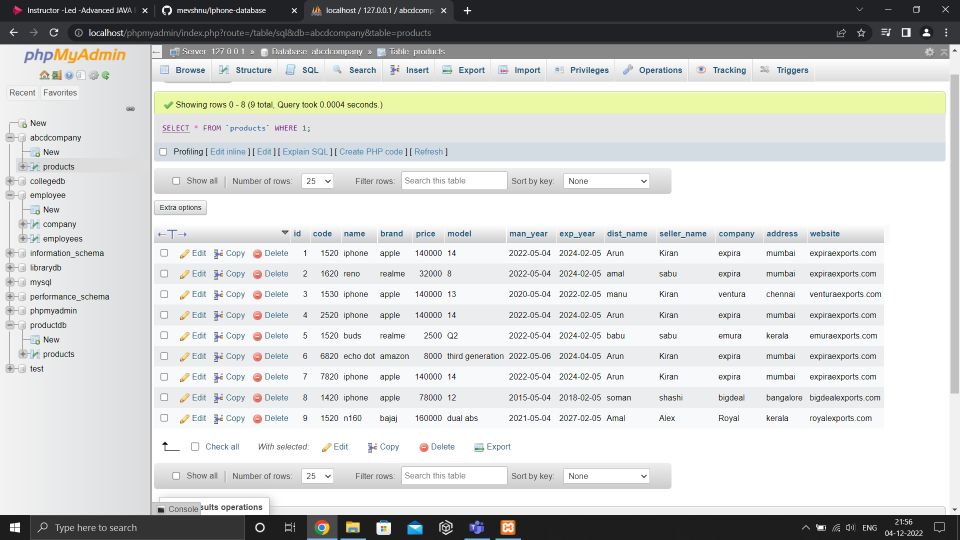 Instructor -Led -Advanced JAVA
mevshnu/Iphone-database
localhost / 127.0.0.1 / abcdcomp
localhost/phpmyadmin/index.php?route=/table/sql&db=abcdcompany&table=products
phpMyAdmin
Recent Favorites
New
abcdcompany
New
products
collegedb
employee
New
company
employees
information_schema
librarydb
mysql
performance_schema
phpmyadmin
productdb
New
products
test
Server: 127.0.0.1 » Database: abcdcompany » Table: products
Browse Structure SQL Search Insert Export Import Privileges Operations Tracking Triggers
Showing rows 0 - 8 (9 total, Query took 0.0004 seconds.)
SELECT * FROM `products` WHERE 1;
Profiling [ Edit inline ] [ Edit ] [ Explain SQL ] [ Create PHP code ] [ Refresh ]
Show all | Number of rows: 25 Filter rows: Search this table Sort by key: None
Extra options
←T→ id code name brand price model man_year exp_year dist_name seller_name company address website
Edit Copy Delete 1 1520 iphone apple 140000 14 2022-05-04 2024-02-05 Arun Kiran expira mumbai expiraexports.com
Edit Copy Delete 2 1620 reno realme 32000 8 2022-05-04 2024-02-05 amal sabu expira mumbai expiraexports.com
Edit Copy Delete 3 1530 iphone apple 140000 13 2020-05-04 2022-02-05 manu Kiran ventura chennai venturaexports.com
Edit Copy Delete 4 2520 iphone apple 140000 14 2022-05-04 2024-02-05 Arun Kiran expira mumbai expiraexports.com
Edit Copy Delete 5 1520 buds realme 2500 Q2 2022-05-04 2024-02-05 babu sabu emura kerala emuraexports.com
Edit Copy Delete 6 6820 echo dot amazon 8000 third generation 2022-05-06 2024-04-05 Arun Kiran expira mumbai expiraexports.com
Edit Copy Delete 7 7820 iphone apple 140000 14 2022-05-04 2024-02-05 Arun Kiran expira mumbai expiraexports.com
Edit Copy Delete 8 1420 iphone apple 78000 12 2015-05-04 2018-02-05 soman shashi bigdeal bangalore bigdealexports.com
Edit Copy Delete 9 1520 n160 bajaj 160000 dual abs 2021-05-04 2027-02-05 Amal Alex Royal kerala royalexports.com
Check all With selected: Edit Copy Delete Export
Show all | Number of rows: 25 Filter rows: Search this table Sort by key: None
Console sults operations
Type here to search
ENG
21:56
04-12-2022